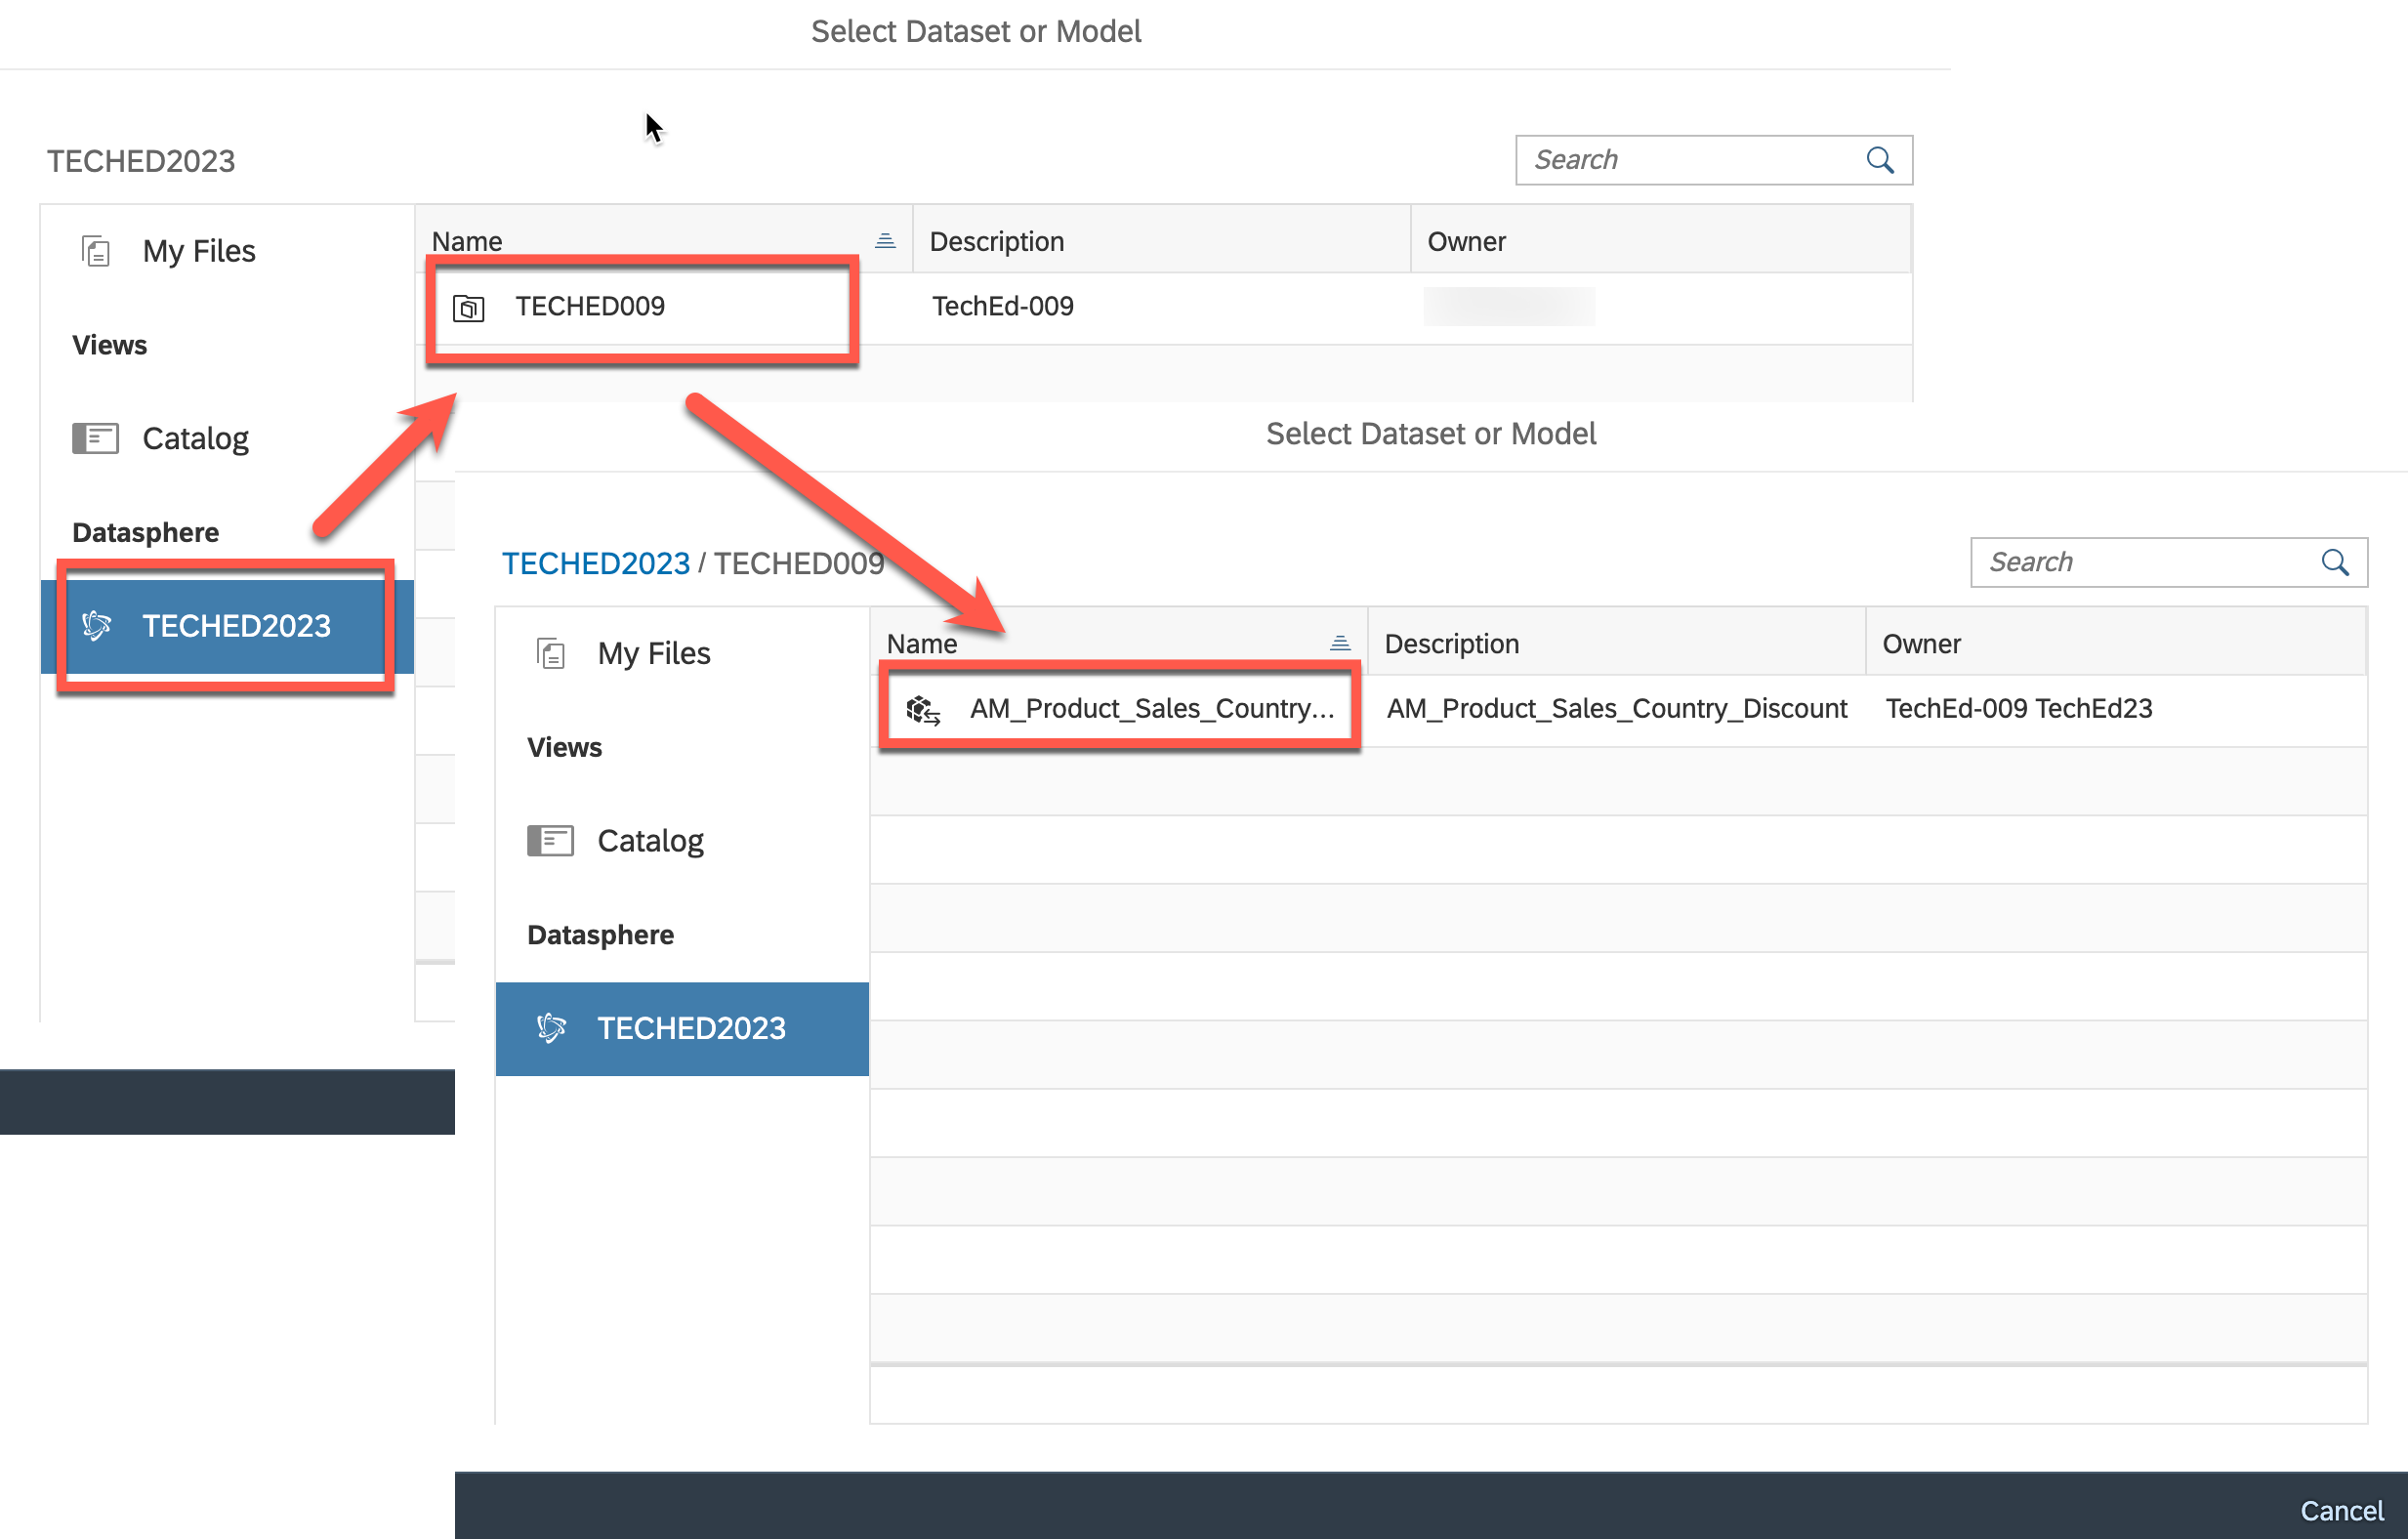 Select Dataset or Model
TECHED2023
Search
My Files
Views
Catalog
Datasphere
TECHED2023
Name
Description
Owner
TECHED009
TechEd-009
Select Dataset or Model
TECHED2023 / TECHED009
Search
My Files
Views
Catalog
Datasphere
TECHED2023
Name
Description
Owner
AM_Product_Sales_Country...
AM_Product_Sales_Country_Discount
TechEd-009 TechEd23
Cancel